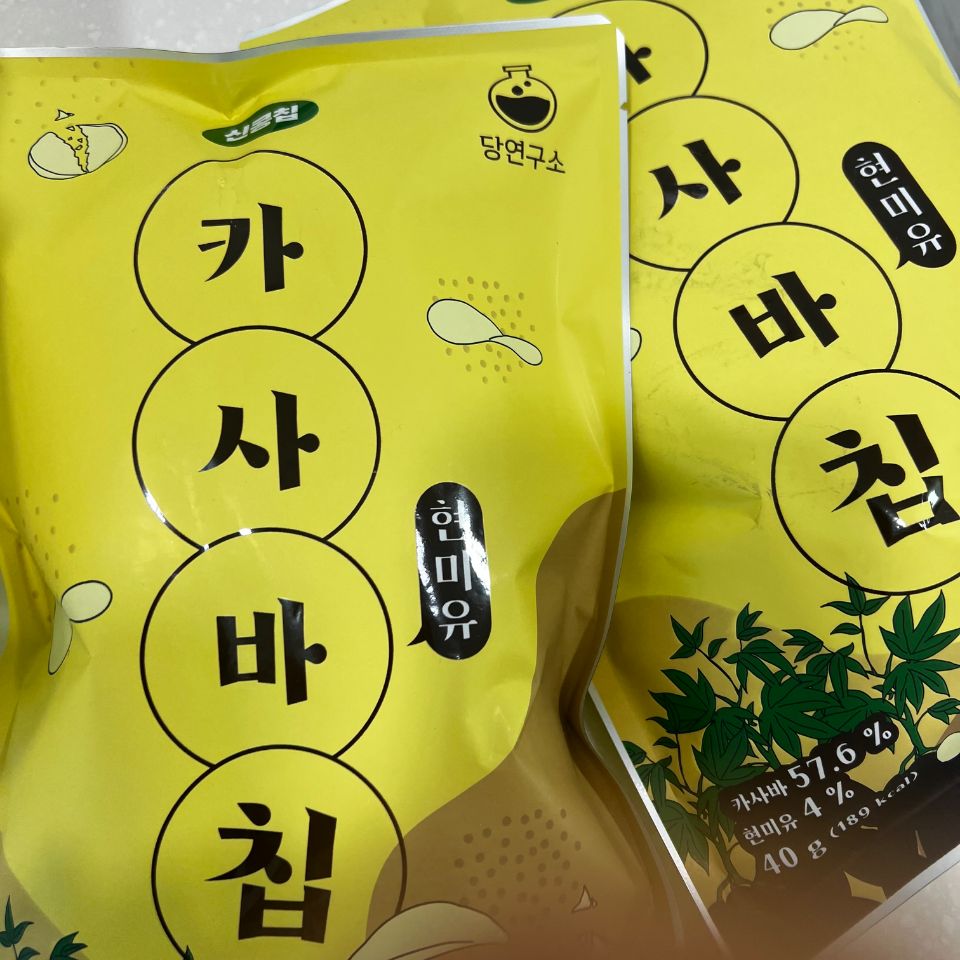 신뭉칩
당연구소
카
사
바
칩
현
미
유
사
바
칩
현
미
유
카사바 57.6 %
현미유 4 %
40 g (189 kcal)